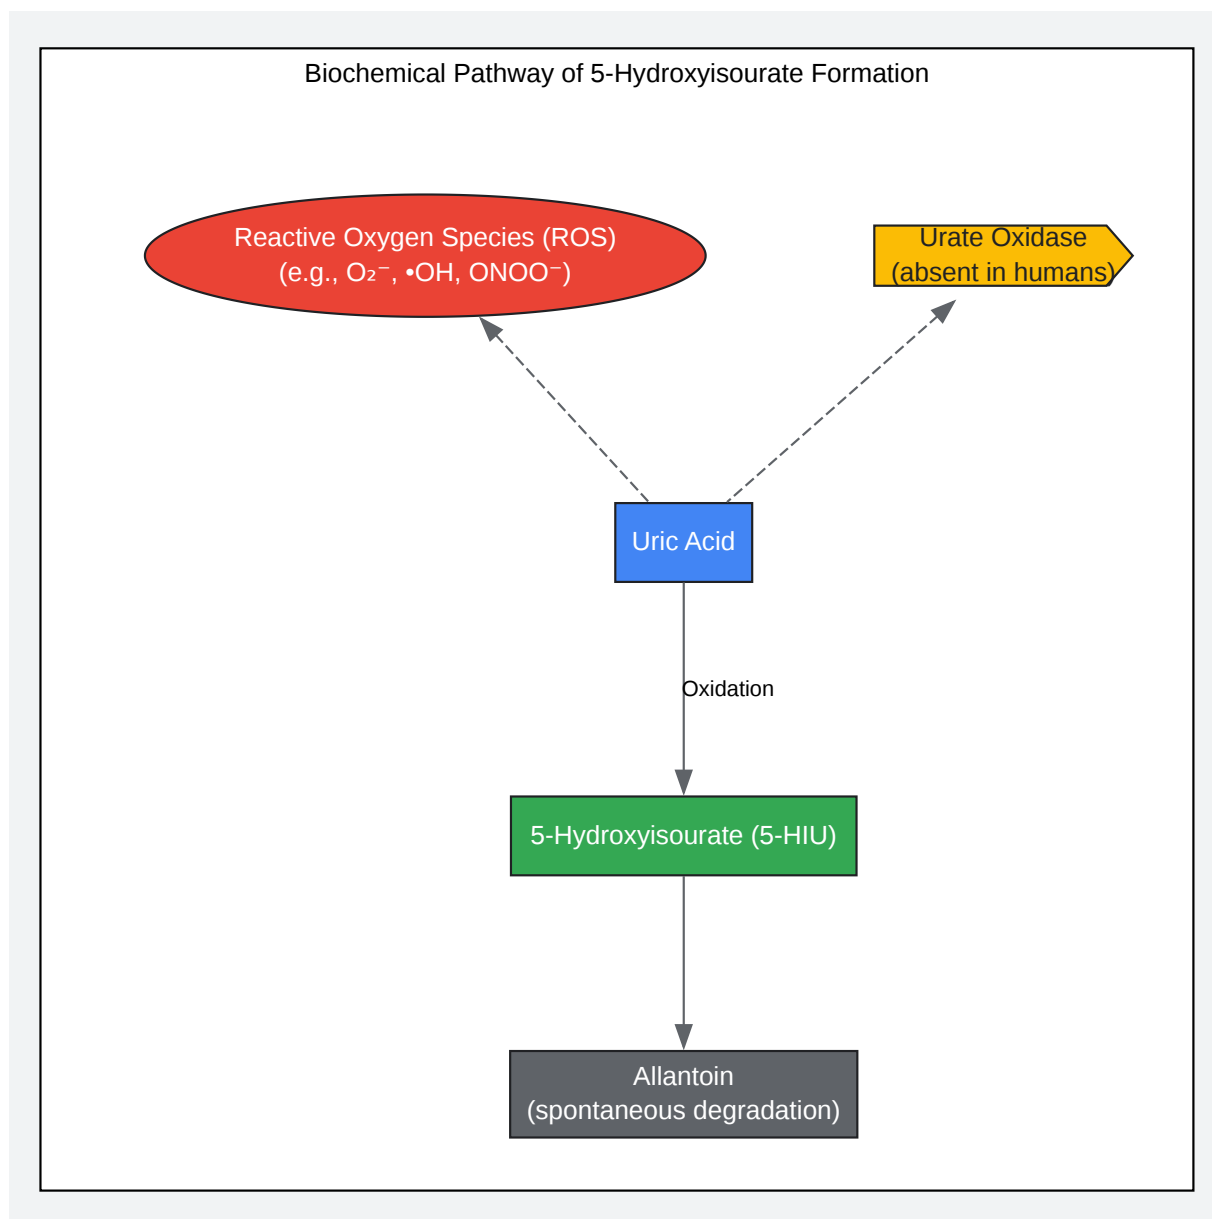 Biochemical Pathway of 5-Hydroxyisourate Formation
Reactive Oxygen Species (ROS)
(e.g., O₂⁻, •OH, ONOO⁻)
Urate Oxidase
(absent in humans)
Uric Acid
Oxidation
5-Hydroxyisourate (5-HIU)
Allantoin
(spontaneous degradation)